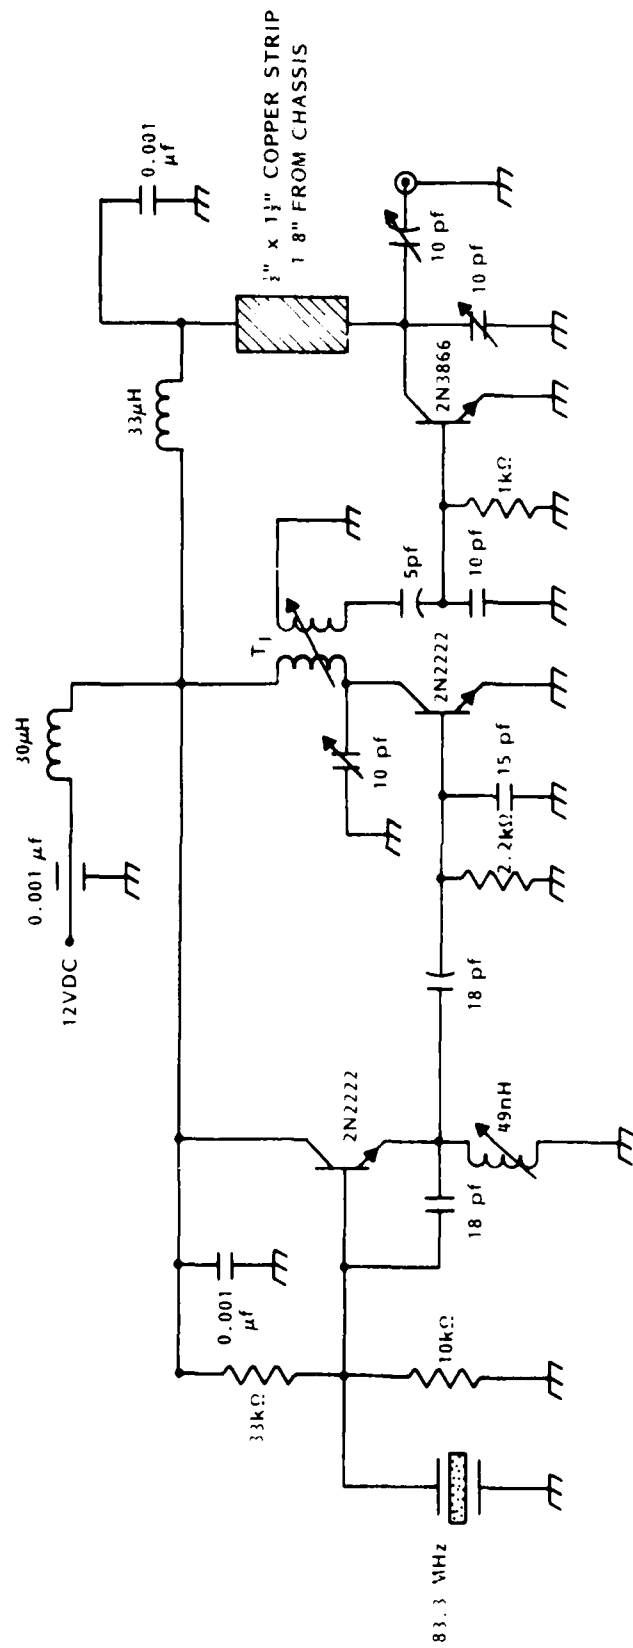 12VDC
0.001 µf
30µH
33µH
0.001
µf
½" x 1½" COPPER STRIP
1 8" FROM CHASSIS
T1
10 pf
5pf
10 pf
1kΩ
2N3866
10 pf
10 pf
2N2222
15 pf
2.2kΩ
18 pf
2N2222
49nH
18 pf
0.001
µf
33kΩ
10kΩ
83.3 MHz